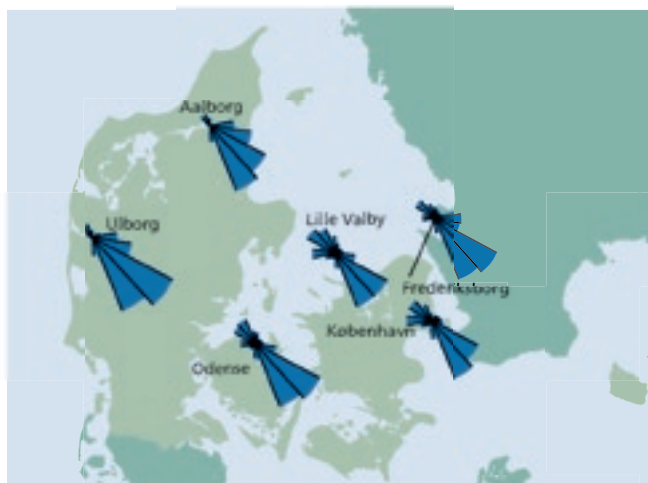 Aalborg
Ulborg
Lille Valby
Frederiksborg
København
Odense